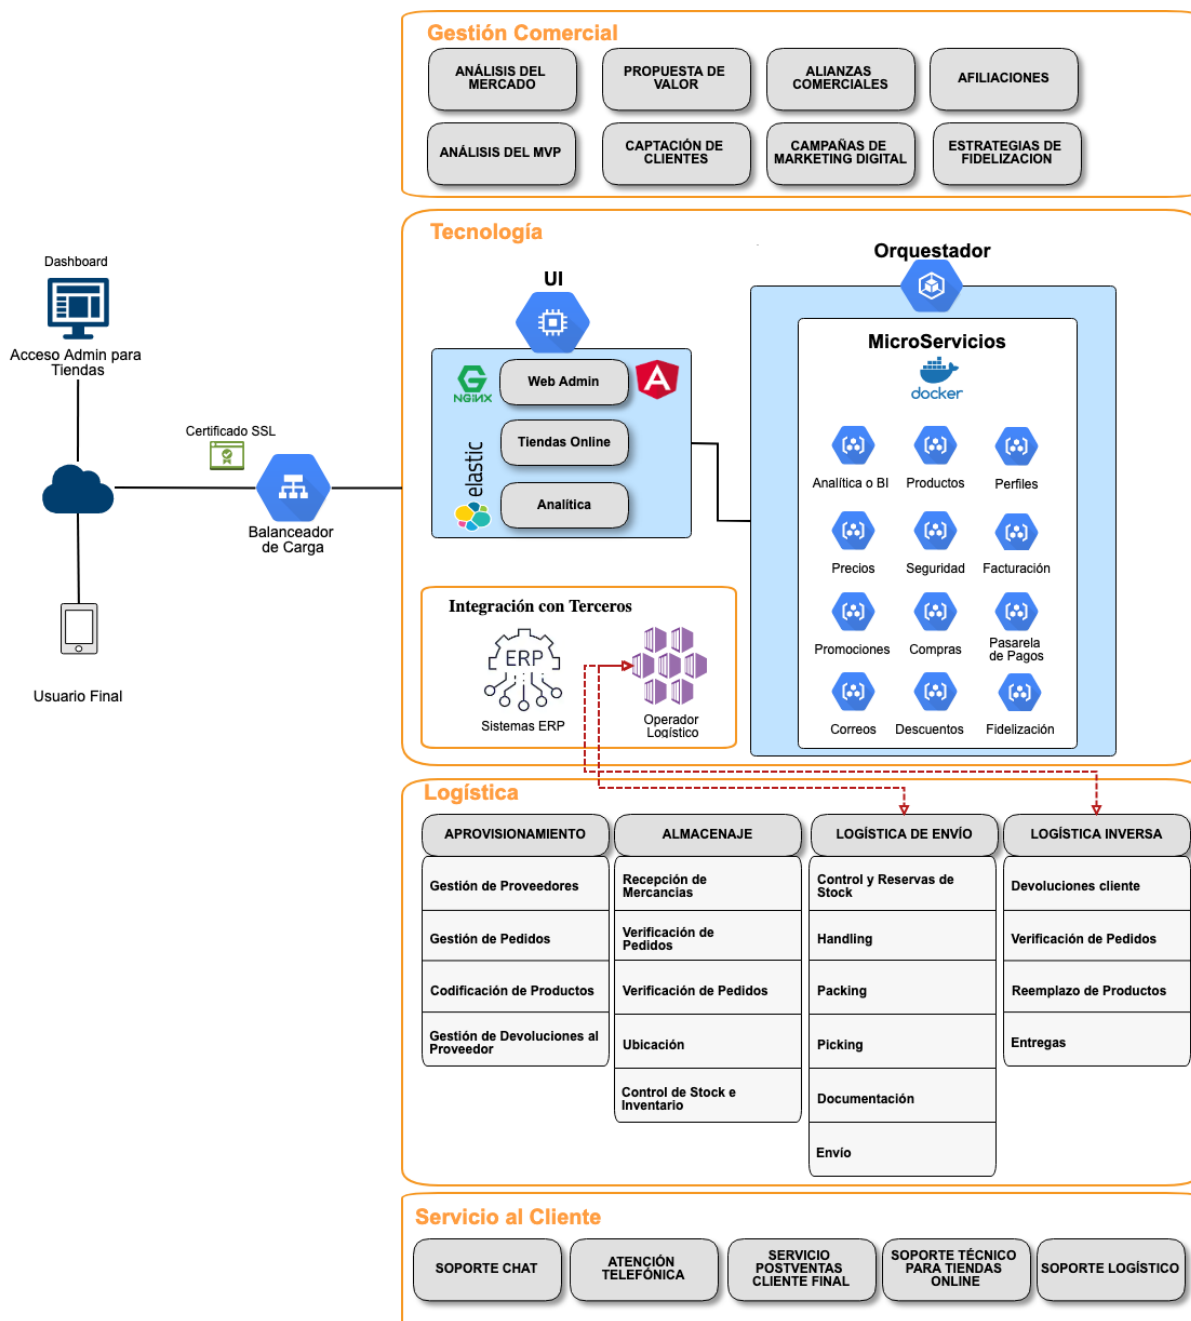 Gestión Comercial
ANÁLISIS DEL
MERCADO
PROPUESTA DE
VALOR
ALIANZAS
COMERCIALES
AFILIACIONES
ANÁLISIS DEL MVP
CAPTACIÓN DE
CLIENTES
CAMPAÑAS DE
MARKETING DIGITAL
ESTRATEGIAS DE
FIDELIZACION
Dashboard
Acceso Admin para
Tiendas
Certificado SSL
Balanceador
de Carga
Usuario Final
Tecnología
UI
NGINX
Web Admin
A
Tiendas Online
elastic
Analítica
Orquestador
MicroServicios
docker
Analítica o BI
Productos
Perfiles
Precios
Seguridad
Facturación
Promociones
Compras
Pasarela
de Pagos
Correos
Descuentos
Fidelización
Integración con Terceros
ERP
Sistemas ERP
Operador
Logístico
Logística
APROVISIONAMIENTO
Gestión de Proveedores
Gestión de Pedidos
Codificación de Productos
Gestión de Devoluciones al
Proveedor
ALMACENAJE
Recepción de
Mercancias
Verificación de
Pedidos
Verificación de Pedidos
Ubicación
Control de Stock e
Inventario
LOGÍSTICA DE ENVÍO
Control y Reservas de
Stock
Handling
Packing
Picking
Documentación
Envío
LOGÍSTICA INVERSA
Devoluciones cliente
Verificación de Pedidos
Reemplazo de Productos
Entregas
Servicio al Cliente
SOPORTE CHAT
ATENCIÓN
TELEFÓNICA
SERVICIO
POSTVENTAS
CLIENTE FINAL
SOPORTE TÉCNICO
PARA TIENDAS
ONLINE
SOPORTE LOGÍSTICO